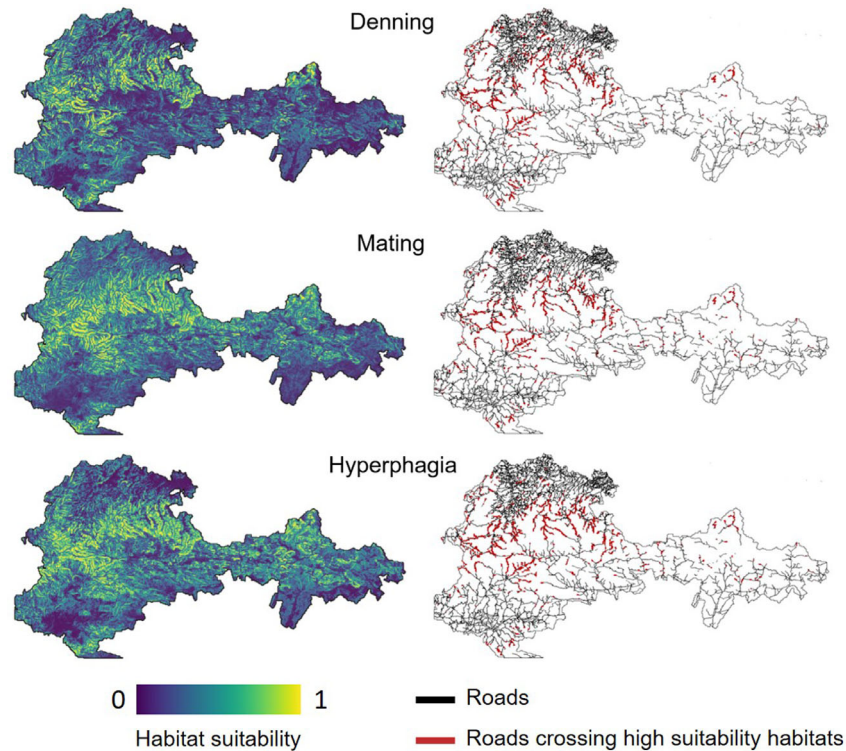 Denning
Mating
Hyperphagia
0 1
Habitat suitability
Roads
Roads crossing high suitability habitats